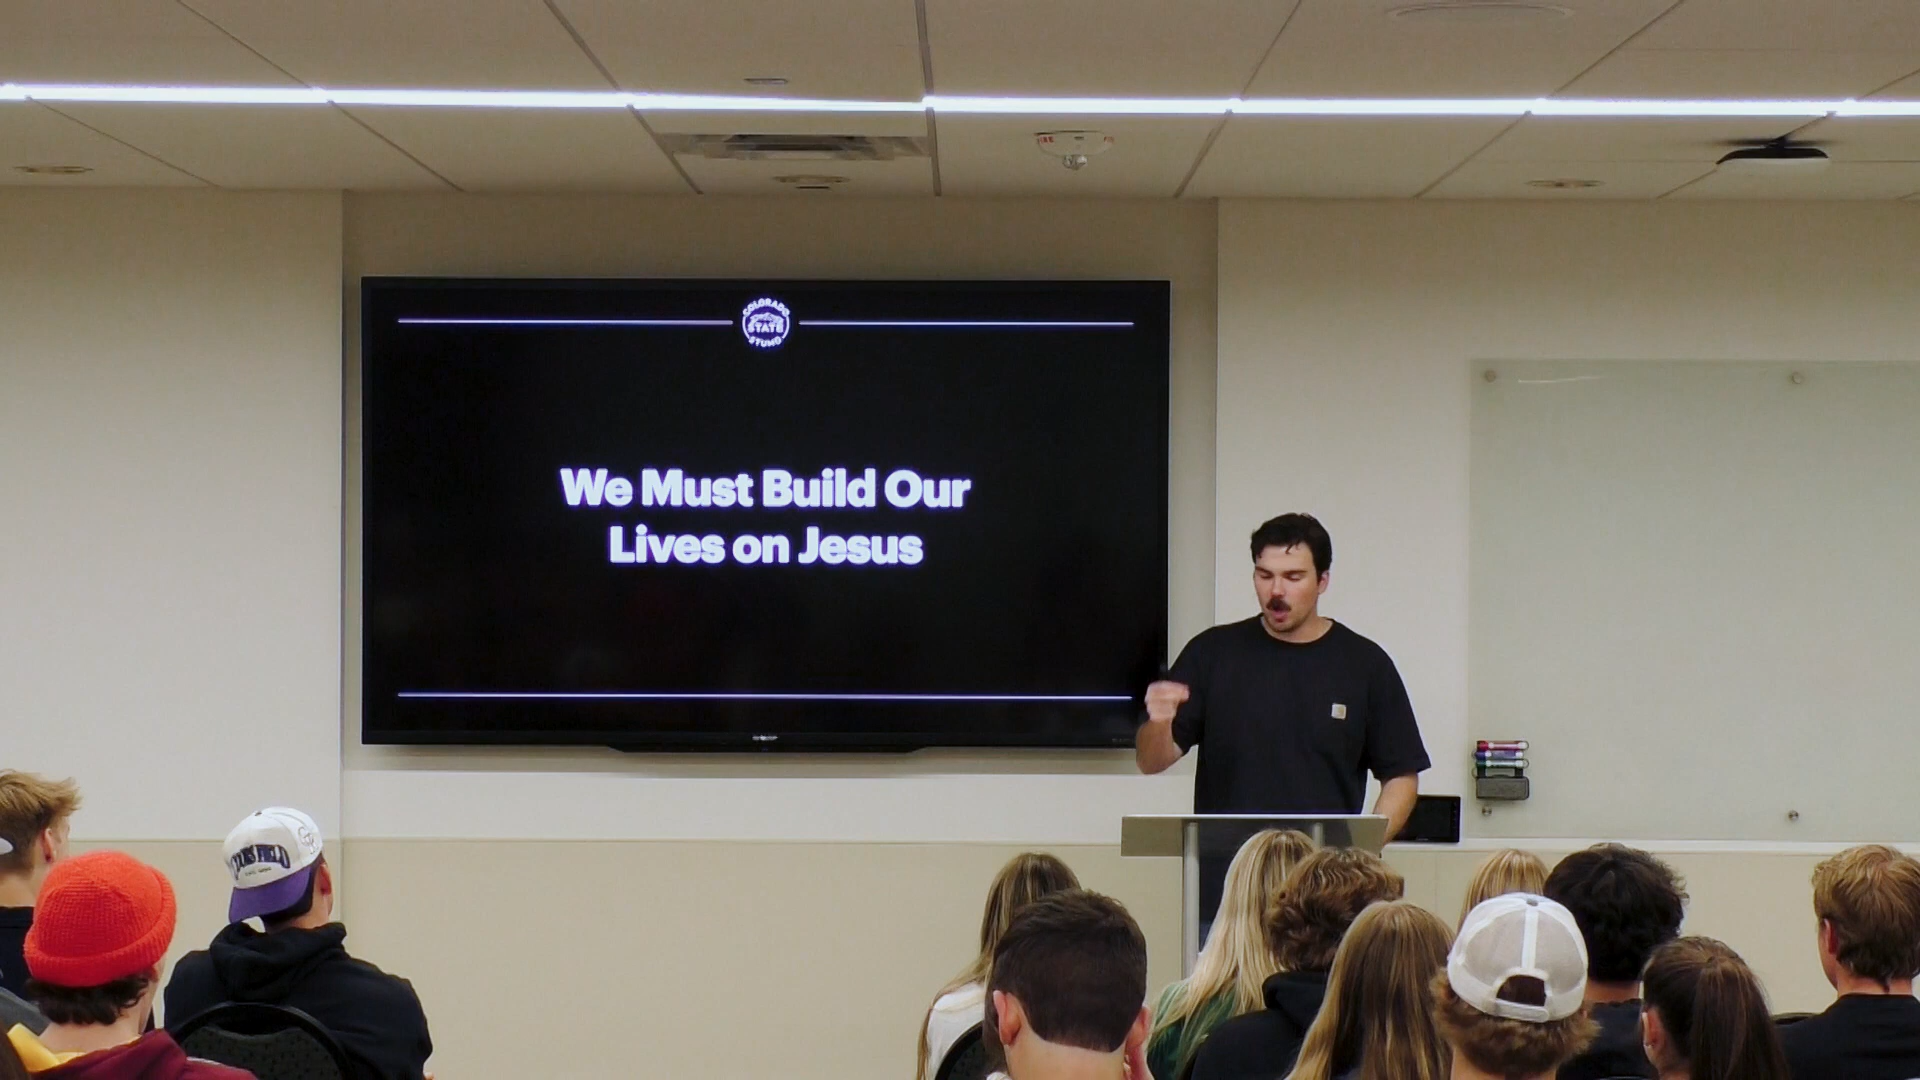 COLORADO
STATE
STUMO
We Must Build Our
Lives on Jesus